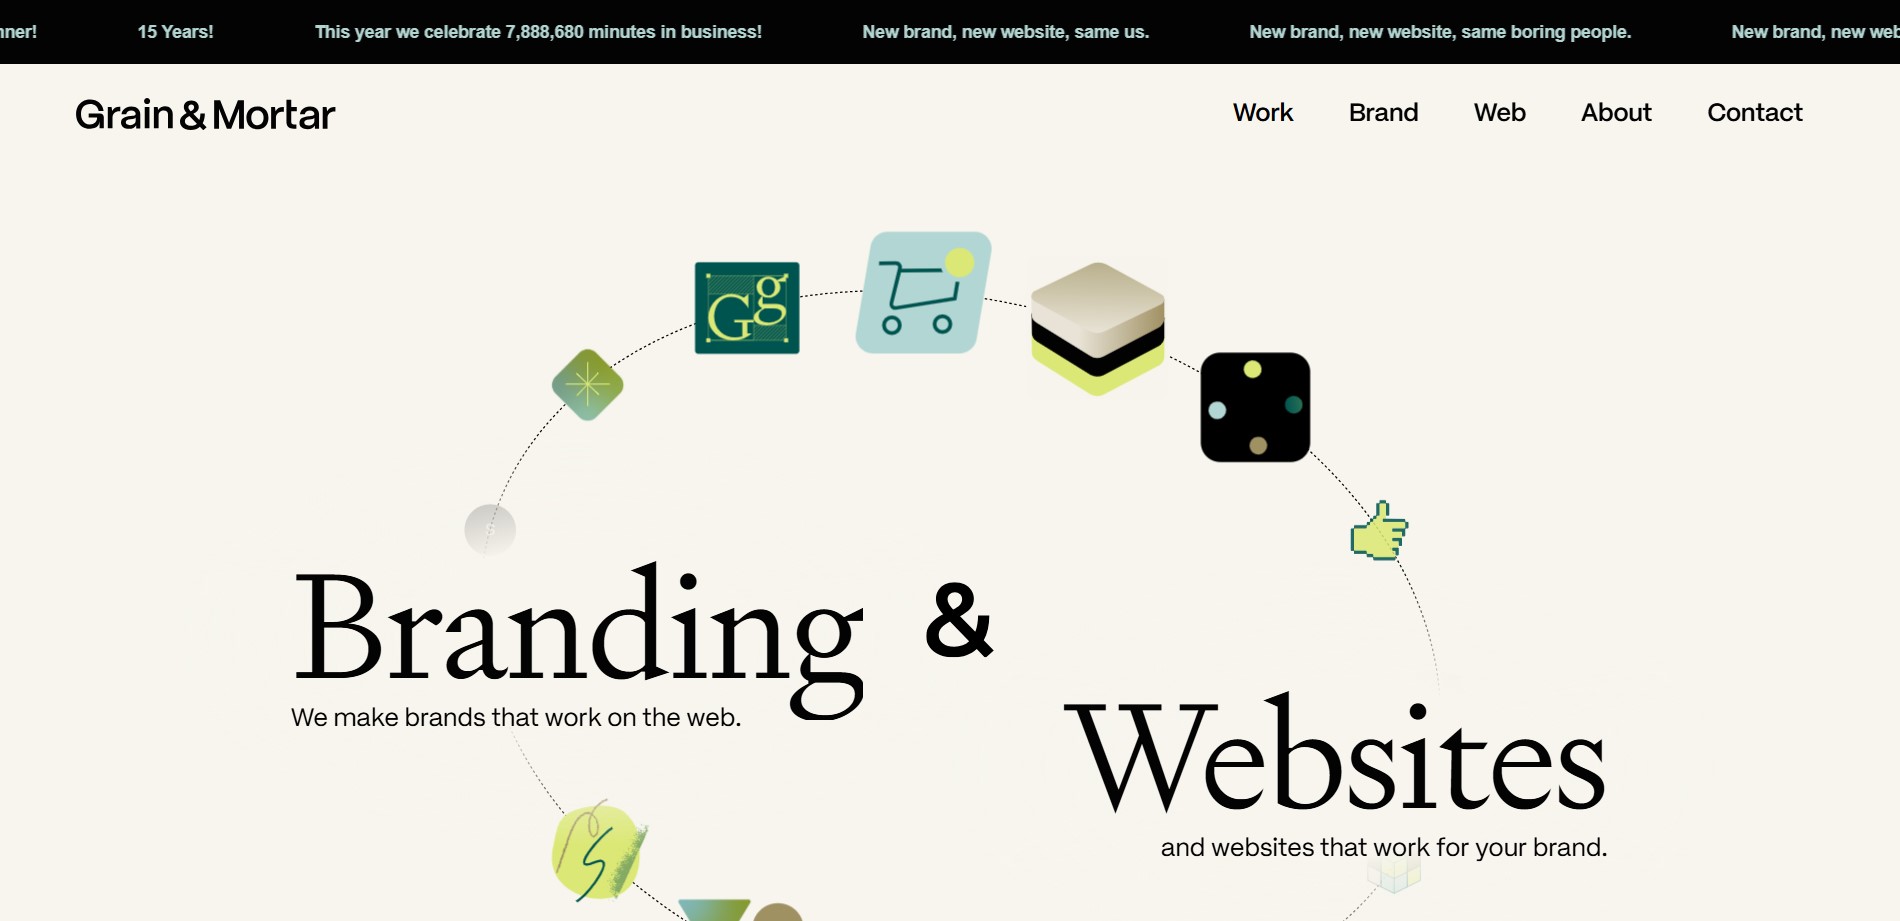 15 Years!
This year we celebrate 7,888,680 minutes in business!
New brand, new website, same us.
New brand, new website, same boring people.
New brand, new
Grain & Mortar
Work
Brand
Web
About
Contact
Gg
Branding &
We make brands that work on the web.
Websites
and websites that work for your brand.